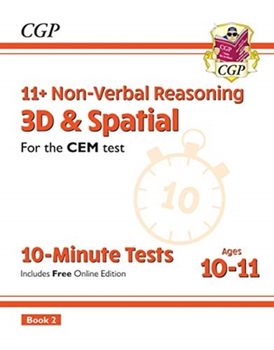 CGP
CGP
11+ Non-Verbal Reasoning
3D & Spatial
For the CEM test
10
10-Minute Tests
Includes Free Online Edition
Ages
10-11
Book 2